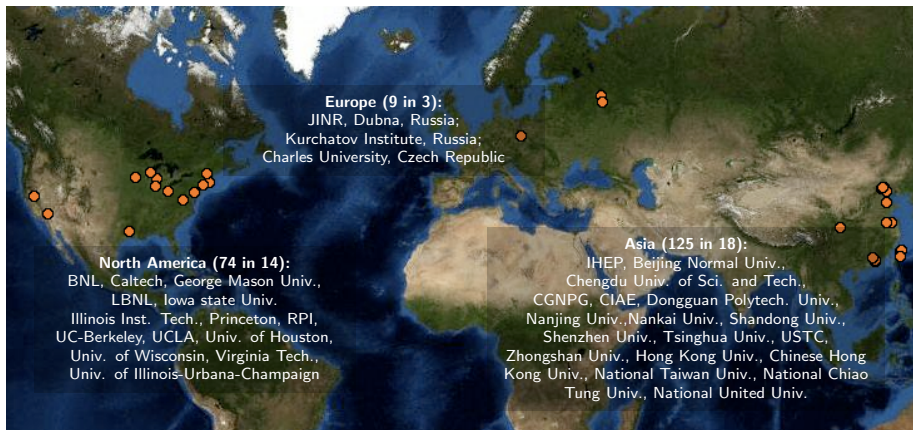 Europe (9 in 3):
JINR, Dubna, Russia;
Kurchatov Institute, Russia;
Charles University, Czech Republic
North America (74 in 14):
BNL, Caltech, George Mason Univ.,
LBNL, Iowa state Univ.
Illinois Inst. Tech., Princeton, RPI,
UC-Berkeley, UCLA, Univ. of Houston,
Univ. of Wisconsin, Virginia Tech.,
Univ. of Illinois-Urbana-Champaign
Asia (125 in 18):
IHEP, Beijing Normal Univ.,
Chengdu Univ. of Sci. and Tech.,
CGNPG, CIAE, Dongguan Polytech. Univ.,
Nanjing Univ.,Nankai Univ., Shandong Univ.,
Shenzhen Univ., Tsinghua Univ., USTC,
Zhongshan Univ., Hong Kong Univ., Chinese Hong
Kong Univ., National Taiwan Univ., National Chiao
Tung Univ., National United Univ.